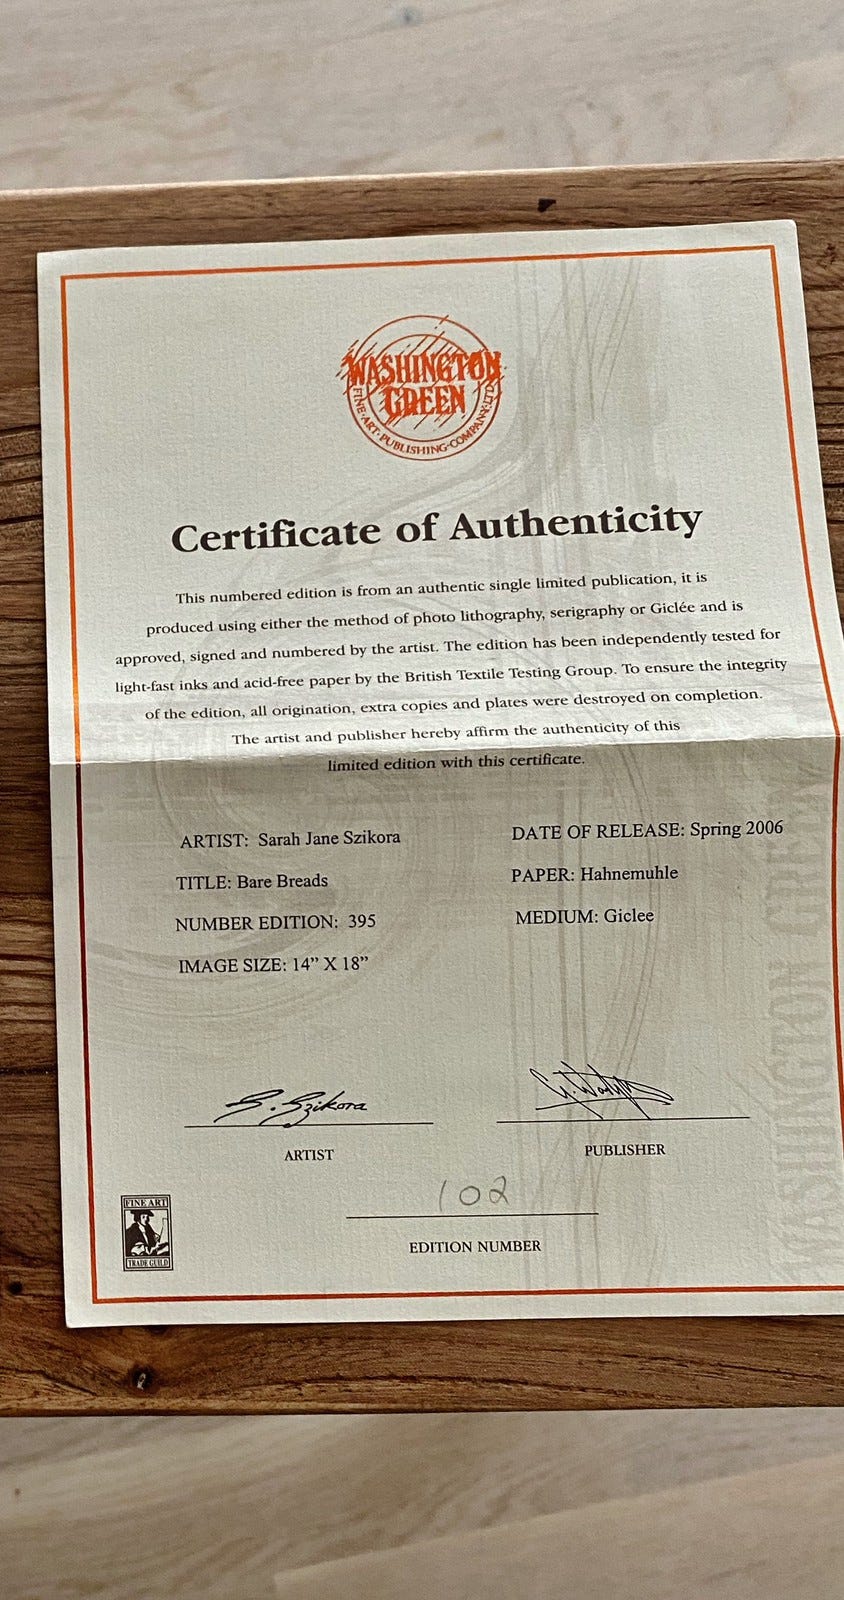 WASHINGTON
GREEN
FINE·ART·PUBLISHING·COMPANY·LTD
Certificate of Authenticity
This numbered edition is from an authentic single limited publication, it is
produced using either the method of photo lithography, serigraphy or Giclée and is
approved, signed and numbered by the artist. The edition has been independently tested for
light-fast inks and acid-free paper by the British Textile Testing Group. To ensure the integrity
of the edition, all origination, extra copies and plates were destroyed on completion.
The artist and publisher hereby affirm the authenticity of this
limited edition with this certificate.
ARTIST: Sarah Jane Szikora
DATE OF RELEASE: Spring 2006
TITLE: Bare Breads
PAPER: Hahnemuhle
NUMBER EDITION: 395
MEDIUM: Giclee
IMAGE SIZE: 14” X 18”
S. Szikora
ARTIST
PUBLISHER
102
EDITION NUMBER
FINE ART
TRADE GUILD
WASHINGTON GREEN